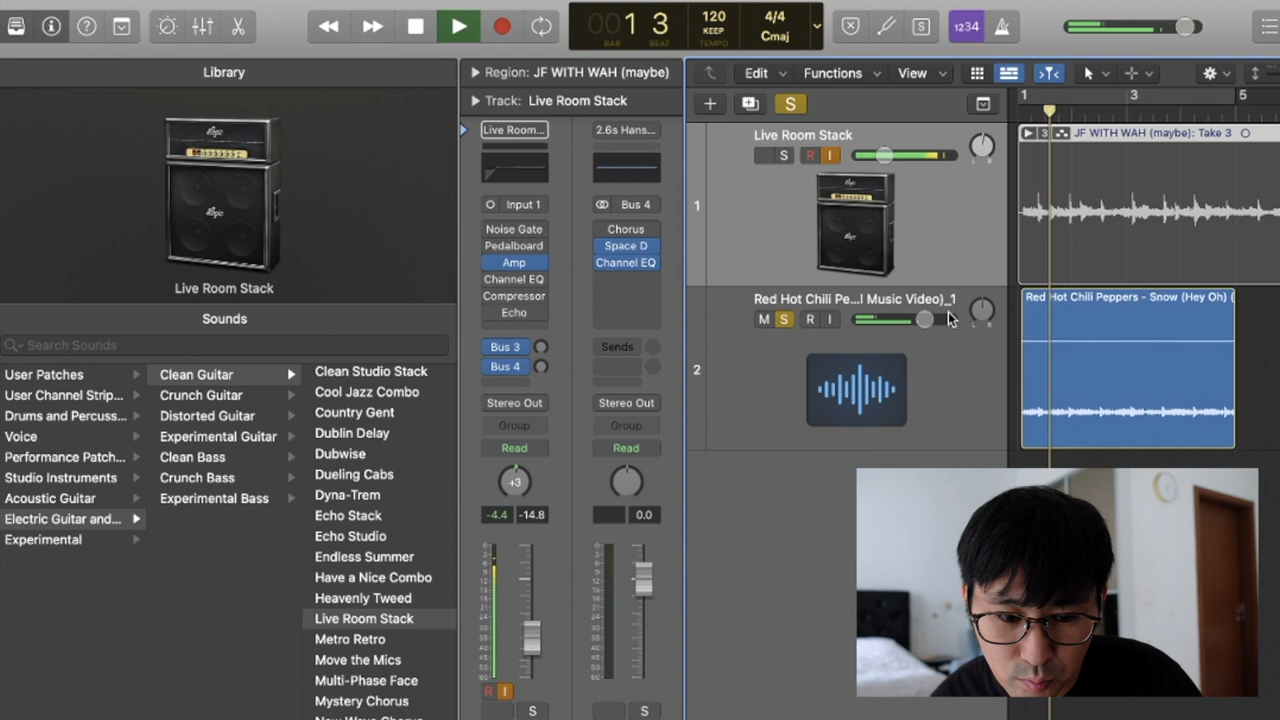 001 3
BAR
BEAT
120
KEEP
TEMPO
4/4
Cmaj
S
1234
Library
Live Room Stack
Sounds
Search Sounds
User Patches
User Channel Strip...
Drums and Percuss...
Voice
Performance Patch...
Studio Instruments
Acoustic Guitar
Electric Guitar and...
Experimental
Clean Guitar
Crunch Guitar
Distorted Guitar
Experimental Guitar
Clean Bass
Crunch Bass
Experimental Bass
Clean Studio Stack
Cool Jazz Combo
Country Gent
Dublin Delay
Dubwise
Dueling Cabs
Dyna-Trem
Echo Stack
Echo Studio
Endless Summer
Have a Nice Combo
Heavenly Tweed
Live Room Stack
Metro Retro
Move the Mics
Multi-Phase Face
Mystery Chorus
Region: JF WITH WAH (maybe)
Track: Live Room Stack
Live Room...
Input 1
Noise Gate
Pedalboard
Amp
Channel EQ
Compressor
Echo
Bus 3
Bus 4
Stereo Out
Group
Read
+3
-4.4 -14.8
R I
S
2.6s Hans...
Bus 4
Chorus
Space D
Channel EQ
Sends
Stereo Out
Group
Read
0.0
S
Edit Functions View
S
1 3 5
1
Live Room Stack
S R I
L R
3 JF WITH WAH (maybe): Take 3
2
Red Hot Chili Pe...l Music Video)_1
M S R I
L R
Red Hot Chili Peppers - Snow (Hey Oh) (